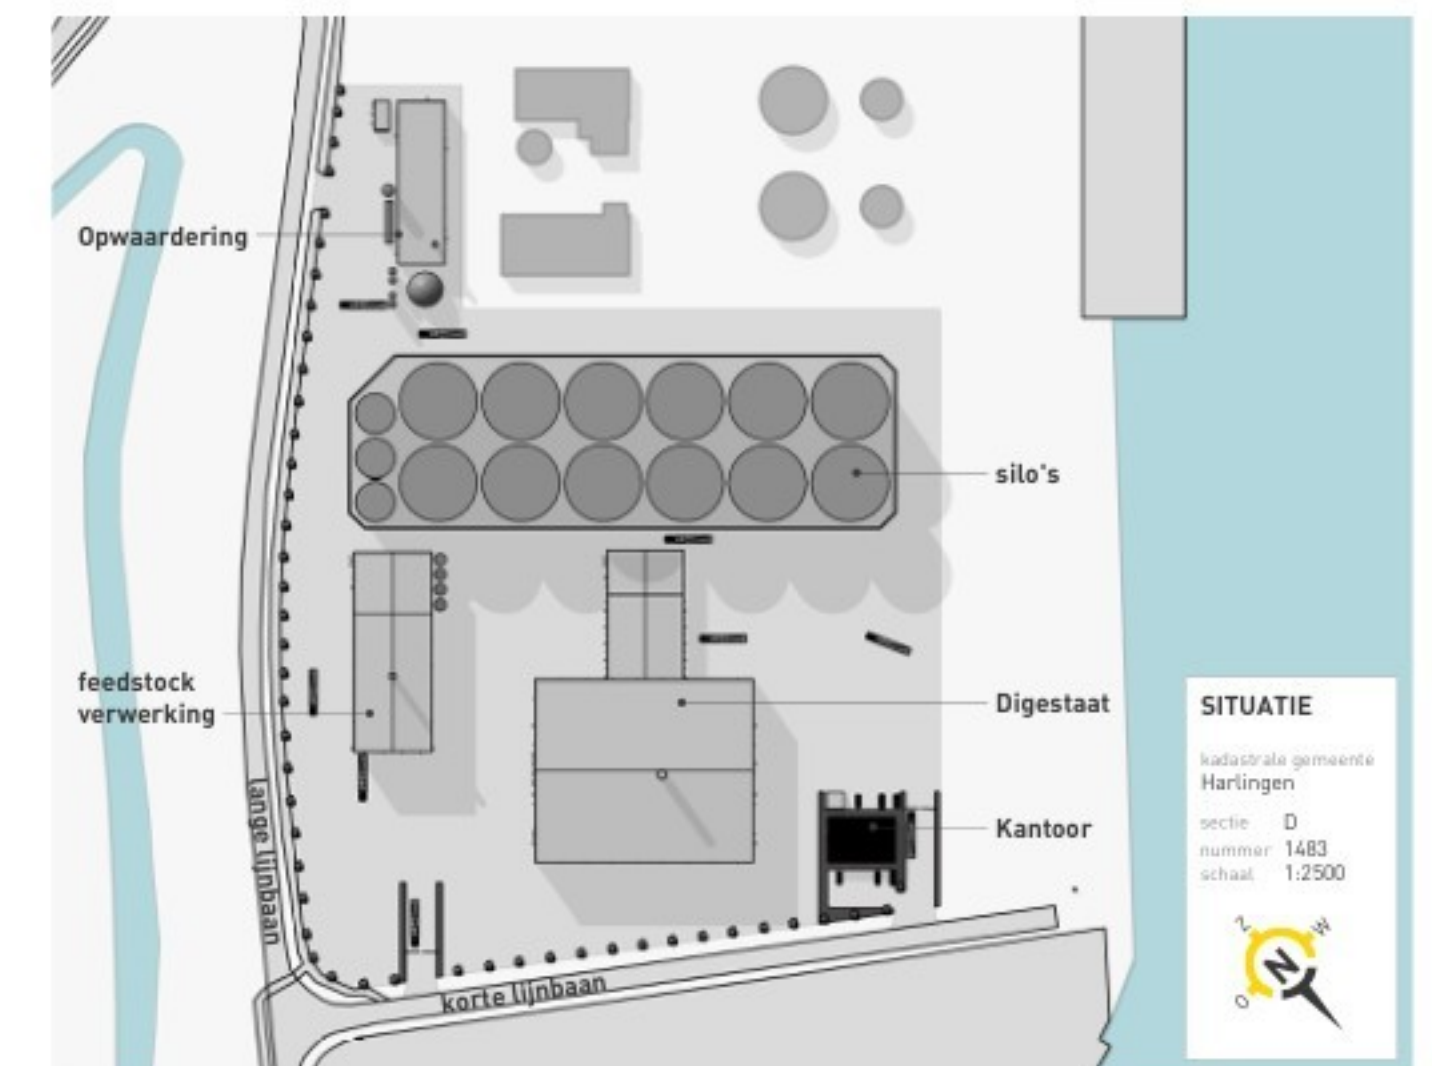 Opwaardering
silo's
feedstock
verwerking
Digestaat
Kantoor
lange lijnbaan
korte lijnbaan
SITUATIE
kadastrale gemeente
Harlingen
sectie D
nummer 1483
schaal 1:2500
Z W
N
O